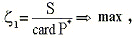 ζ₁ = S / card P* ⇒ max ,